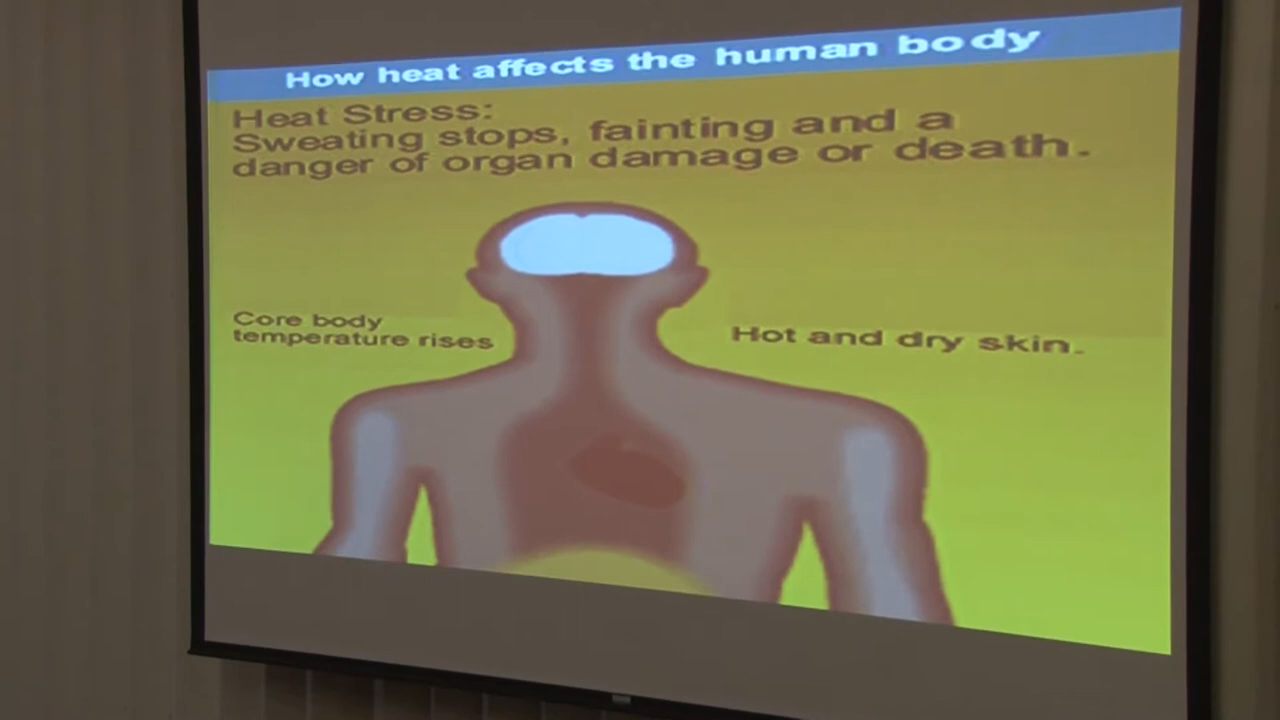 How heat affects the human body
Heat Stress:
Sweating stops, fainting and a
danger of organ damage or death.
Core body
temperature rises
Hot and dry skin.